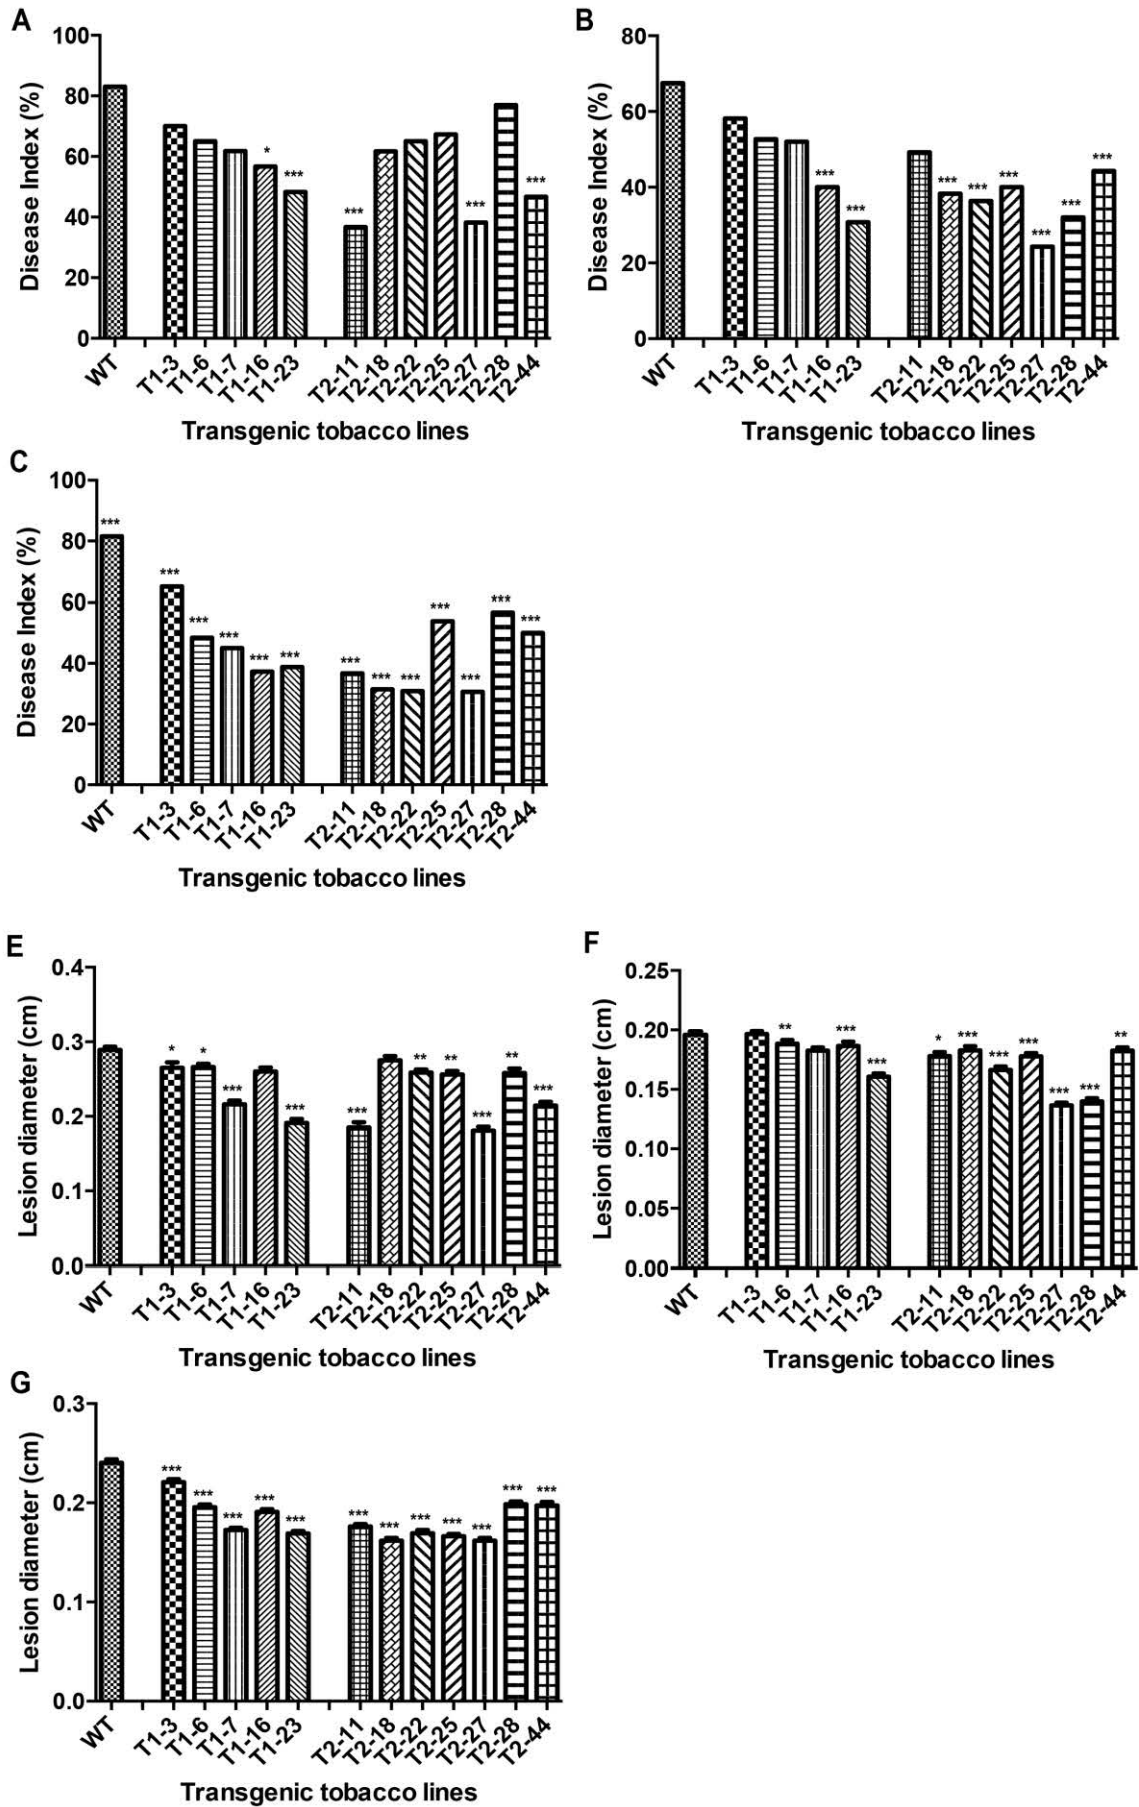 A
Disease Index (%)
100
80
60
40
20
0
*
***
***
***
***
WT
T1-3
T1-6
T1-7
T1-16
T1-23
T2-11
T2-18
T2-22
T2-25
T2-27
T2-28
T2-44
Transgenic tobacco lines
B
Disease Index (%)
80
60
40
20
0
***
***
***
***
***
***
***
***
WT
T1-3
T1-6
T1-7
T1-16
T1-23
T2-11
T2-18
T2-22
T2-25
T2-27
T2-28
T2-44
Transgenic tobacco lines
C
Disease Index (%)
100
80
60
40
20
0
***
***
***
***
***
***
***
***
***
***
***
***
***
WT
T1-3
T1-6
T1-7
T1-16
T1-23
T2-11
T2-18
T2-22
T2-25
T2-27
T2-28
T2-44
Transgenic tobacco lines
E
Lesion diameter (cm)
0.4
0.3
0.2
0.1
0.0
*
*
***
***
***
**
**
***
**
***
WT
T1-3
T1-6
T1-7
T1-16
T1-23
T2-11
T2-18
T2-22
T2-25
T2-27
T2-28
T2-44
Transgenic tobacco lines
F
Lesion diameter (cm)
0.25
0.20
0.15
0.10
0.05
0.00
**
***
***
*
***
***
***
***
***
**
WT
T1-3
T1-6
T1-7
T1-16
T1-23
T2-11
T2-18
T2-22
T2-25
T2-27
T2-28
T2-44
Transgenic tobacco lines
G
Lesion diameter (cm)
0.3
0.2
0.1
0.0
***
***
***
***
***
***
***
***
***
***
***
***
WT
T1-3
T1-6
T1-7
T1-16
T1-23
T2-11
T2-18
T2-22
T2-25
T2-27
T2-28
T2-44
Transgenic tobacco lines